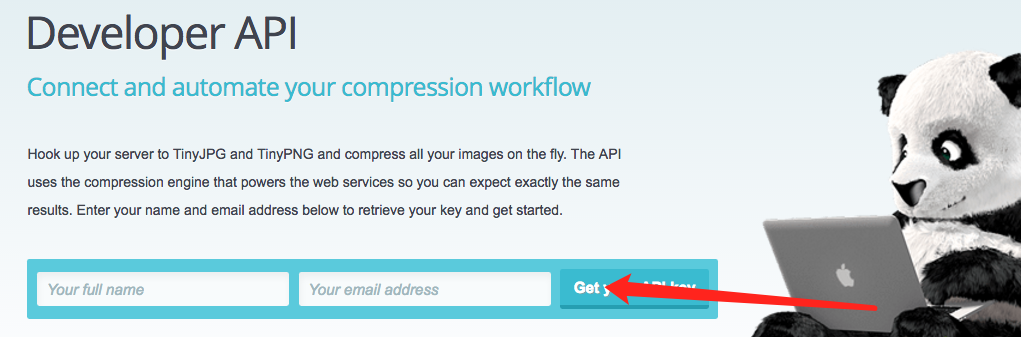 Developer API
Connect and automate your compression workflow
Hook up your server to TinyJPG and TinyPNG and compress all your images on the fly. The API
uses the compression engine that powers the web services so you can expect exactly the same
results. Enter your name and email address below to retrieve your key and get started.
Your full name
Your email address
Get your API key